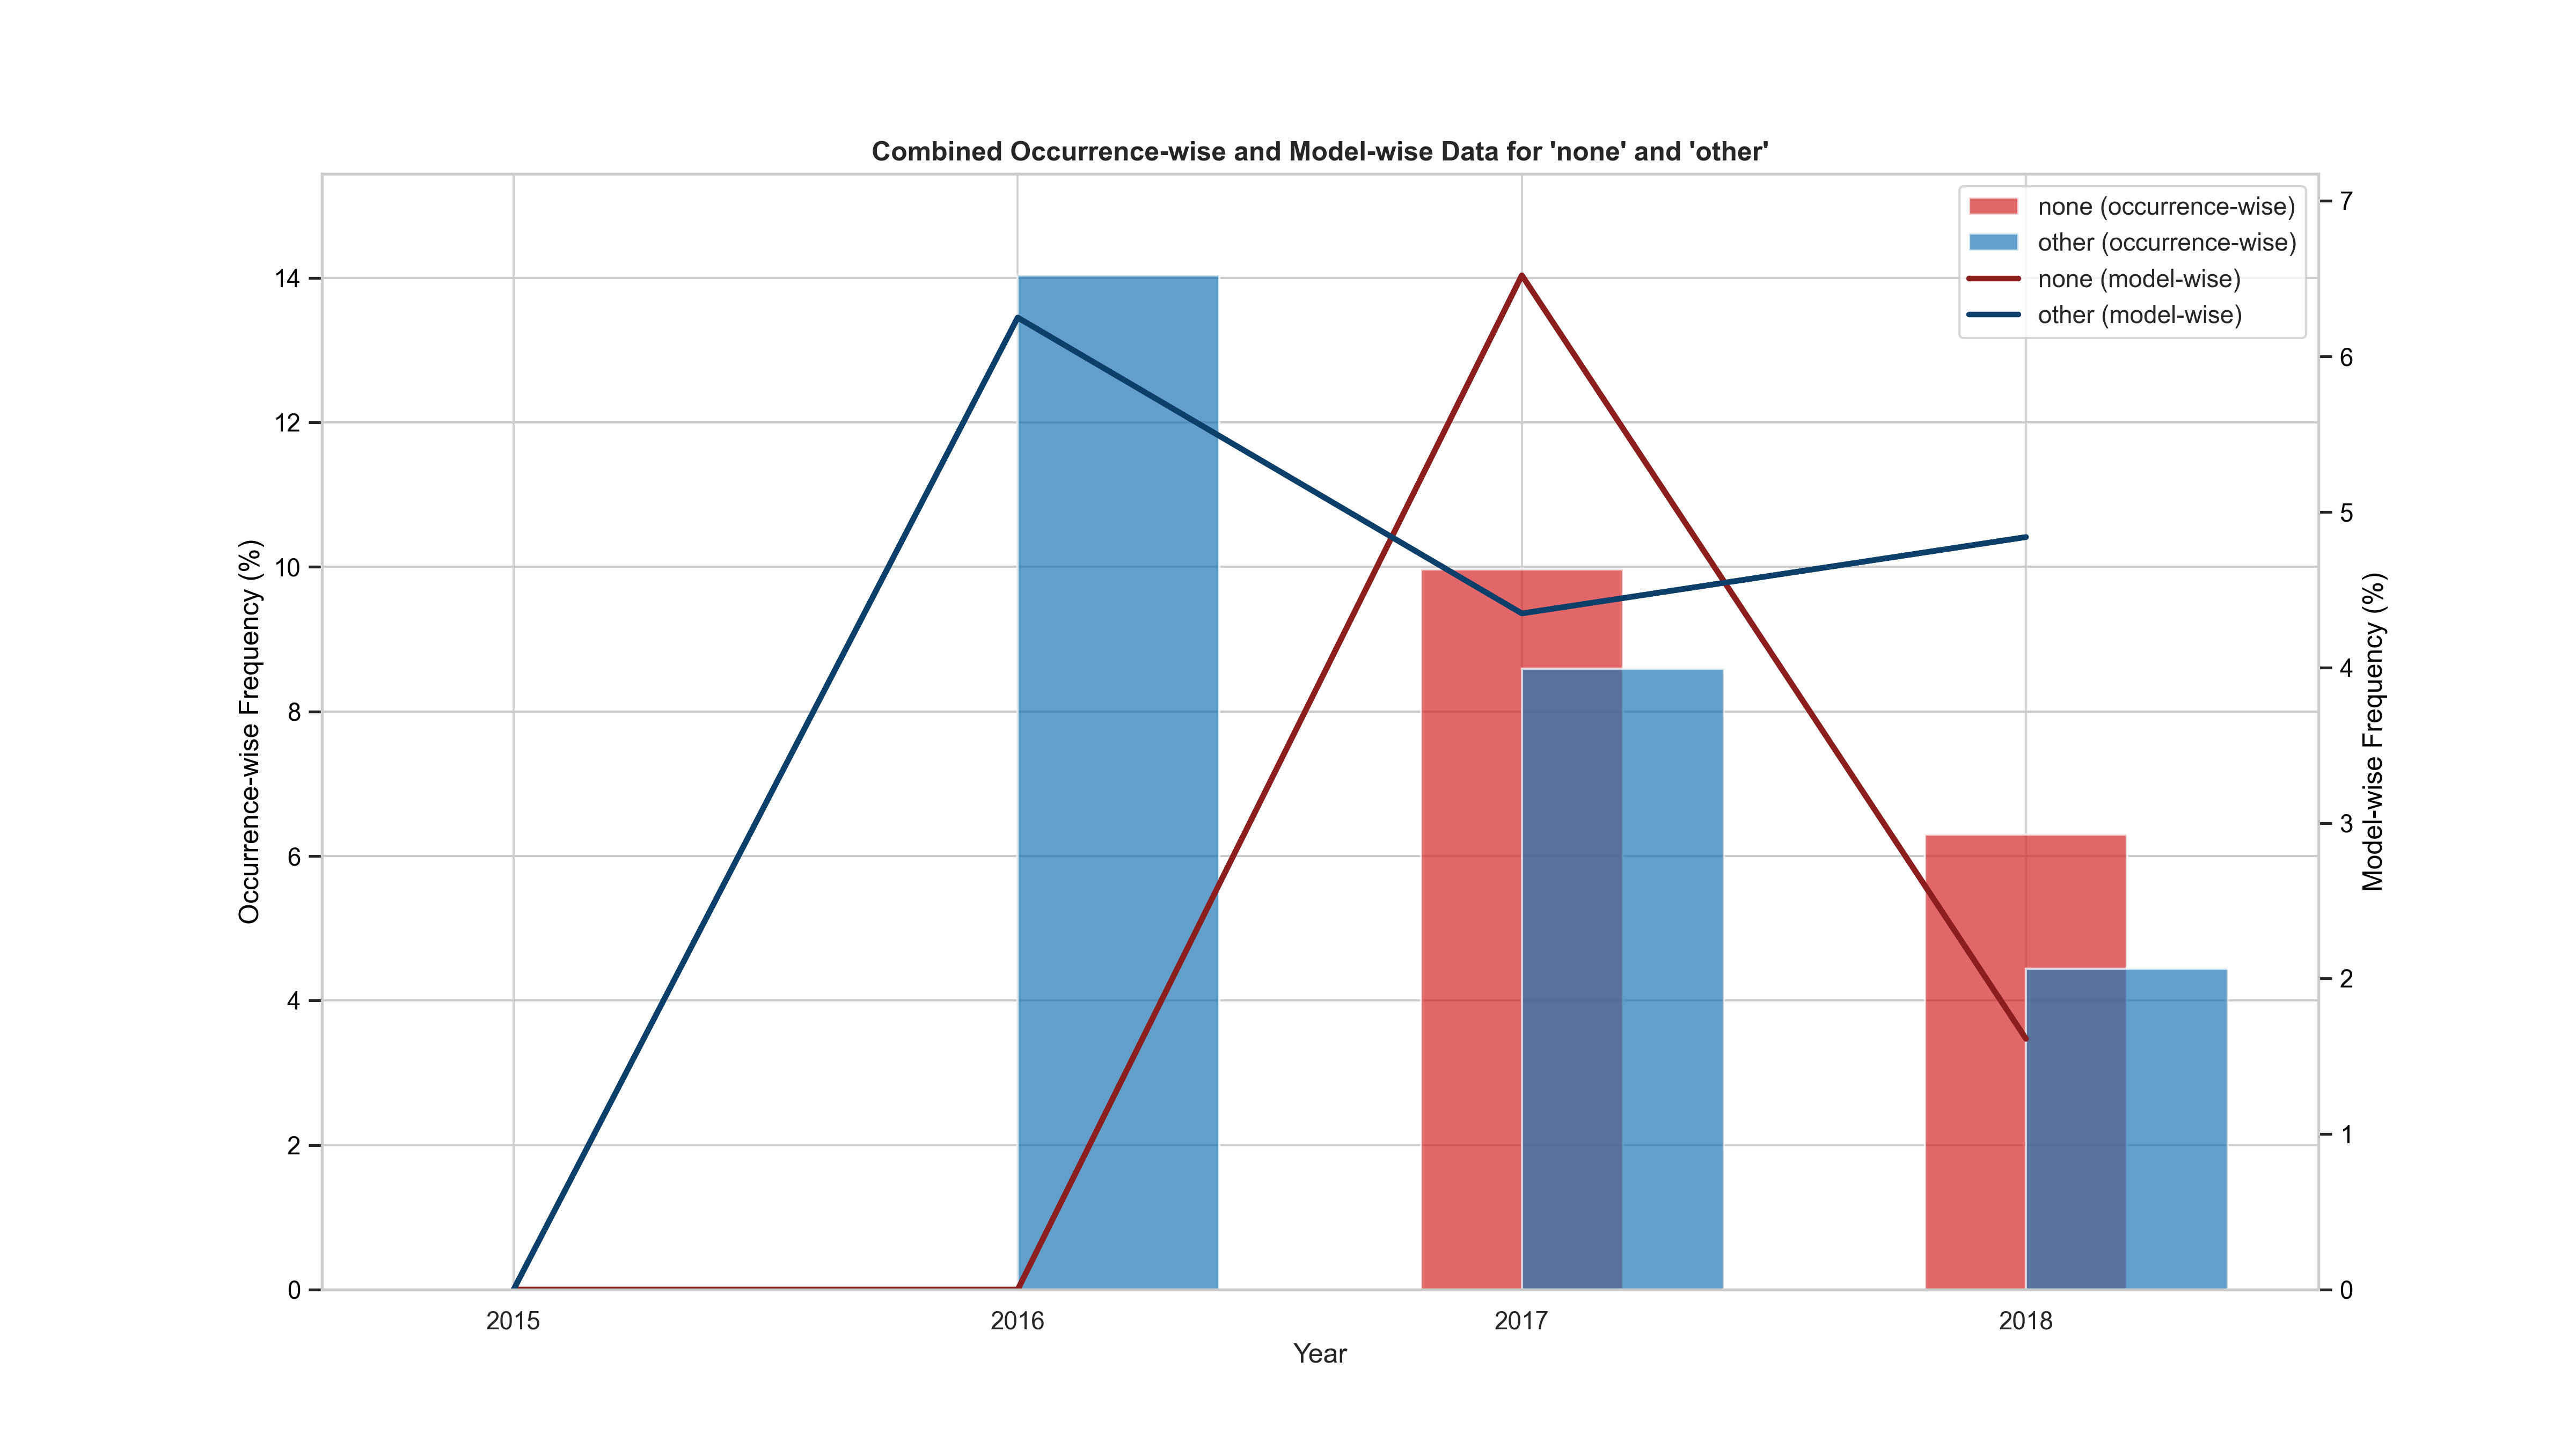 Combined Occurrence-wise and Model-wise Data for 'none' and 'other'
none (occurrence-wise)
other (occurrence-wise)
none (model-wise)
other (model-wise)
Occurrence-wise Frequency (%)
14
12
10
8
6
4
2
0
7
6
5
4
3
2
1
0
Model-wise Frequency (%)
2015 2016 2017 2018
Year